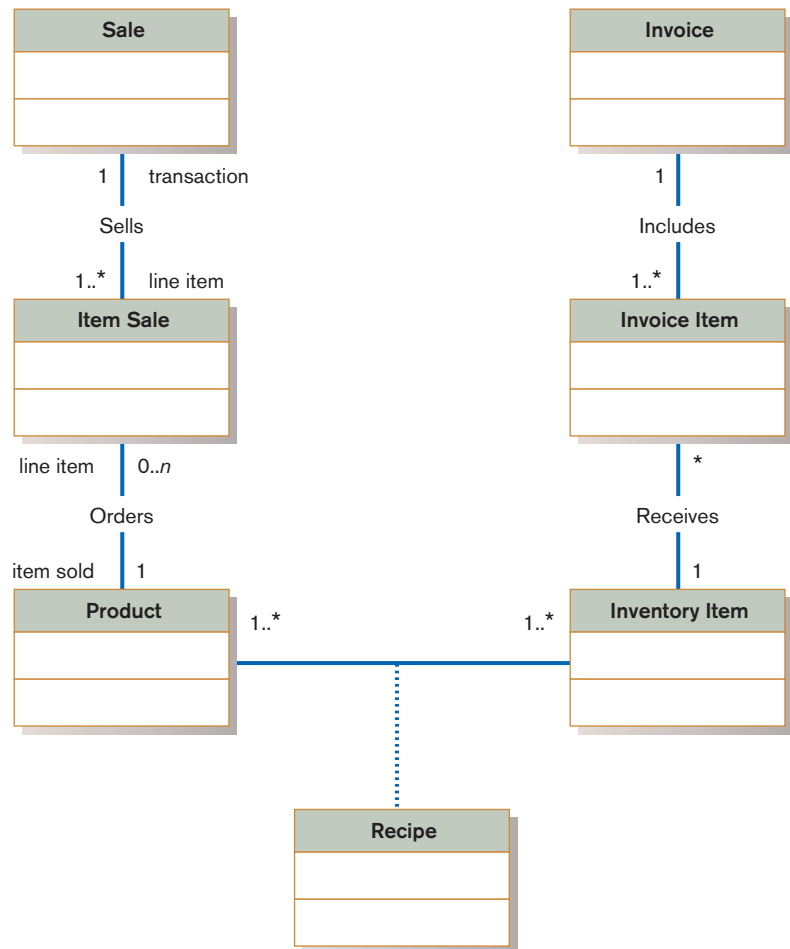 Sale
Invoice
1 transaction
1
Sells
Includes
1..* line item
1..*
Item Sale
Invoice Item
line item 0..n
*
Orders
Receives
item sold 1
1
Product
Inventory Item
1..*
1..*
Recipe